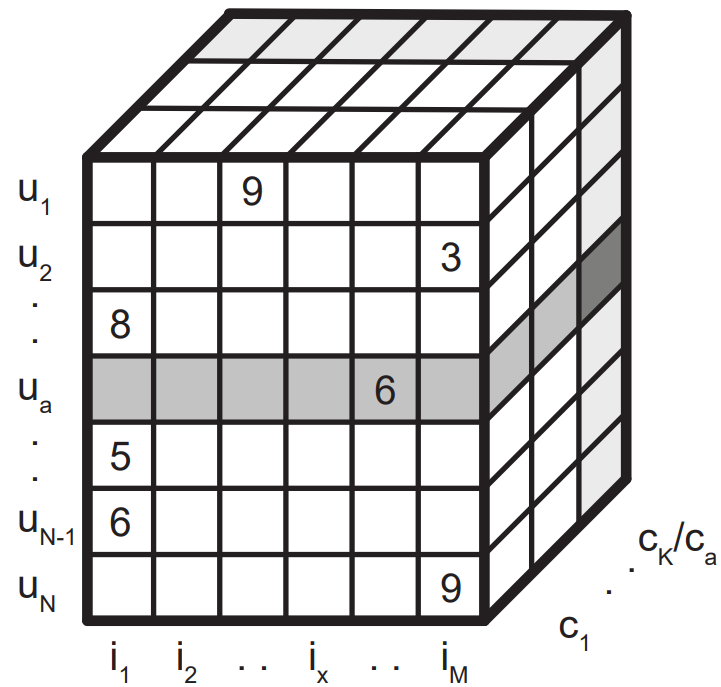 u1 9
u2 3
. 8
.
ua 6
. 5
.
uN-1 6
uN 9
cK/ca
.
.
c1
i1 i2 . . ix . . iM